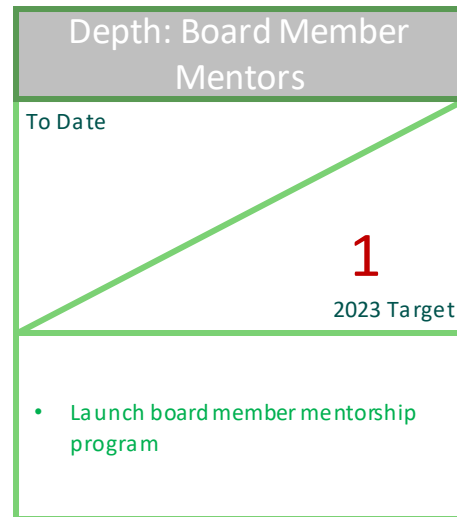 Depth: Board Member
Mentors
To Date
1
2023 Target
• Launch board member mentorship
program